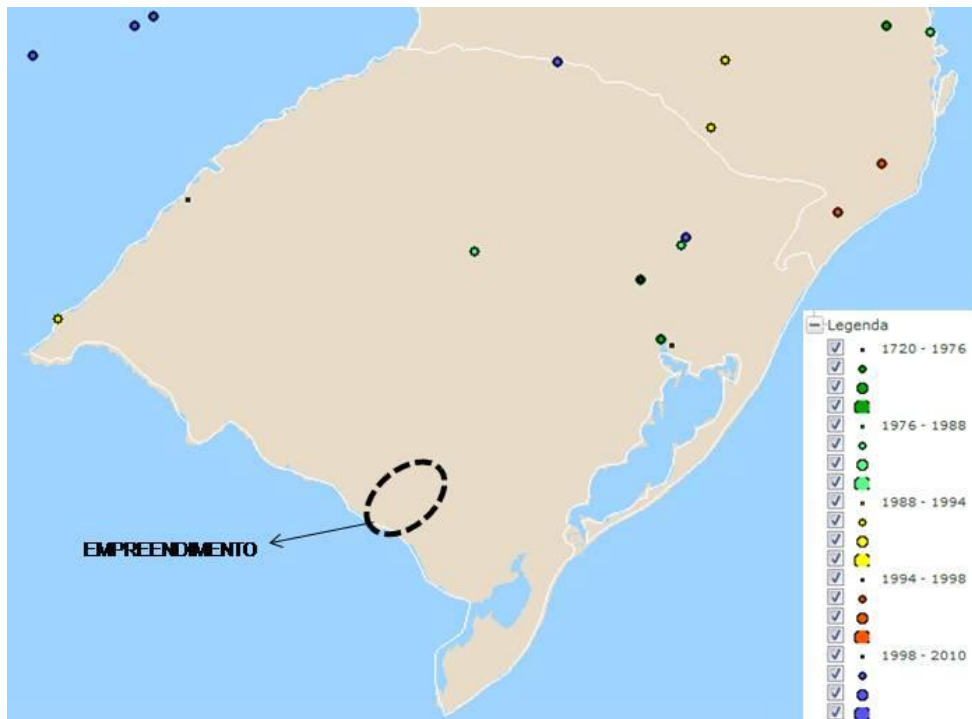 Legenda
1720 - 1976
1976 - 1988
1988 - 1994
1994 - 1998
1998 - 2010
EMPREENDIMENTO